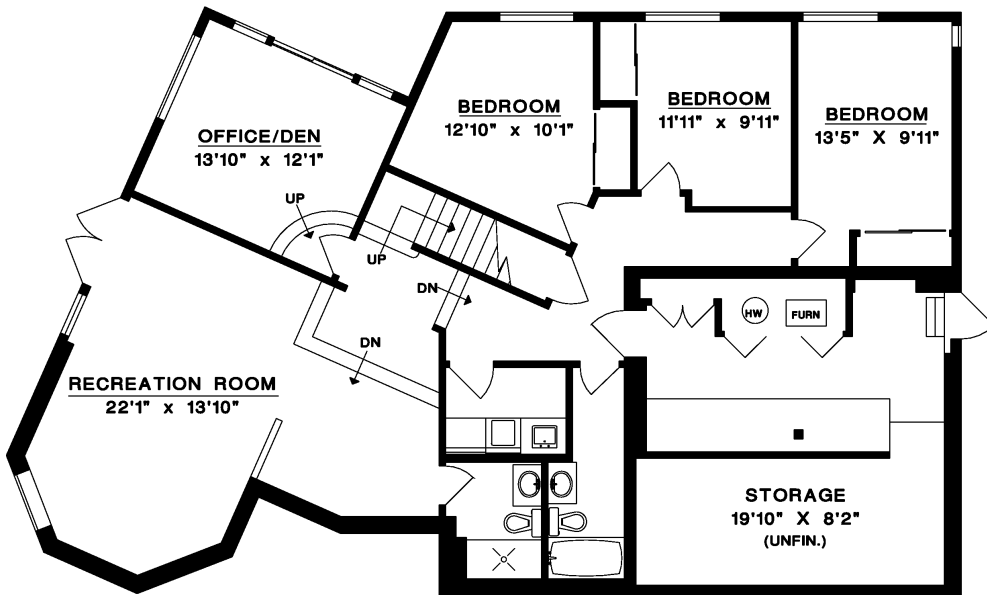 OFFICE/DEN
13'10" x 12'1"
BEDROOM
12'10" x 10'1"
BEDROOM
11'11" x 9'11"
BEDROOM
13'5" X 9'11"
UP
UP
DN
DN
HW
FURN
RECREATION ROOM
22'1" x 13'10"
STORAGE
19'10" X 8'2"
(UNFIN.)